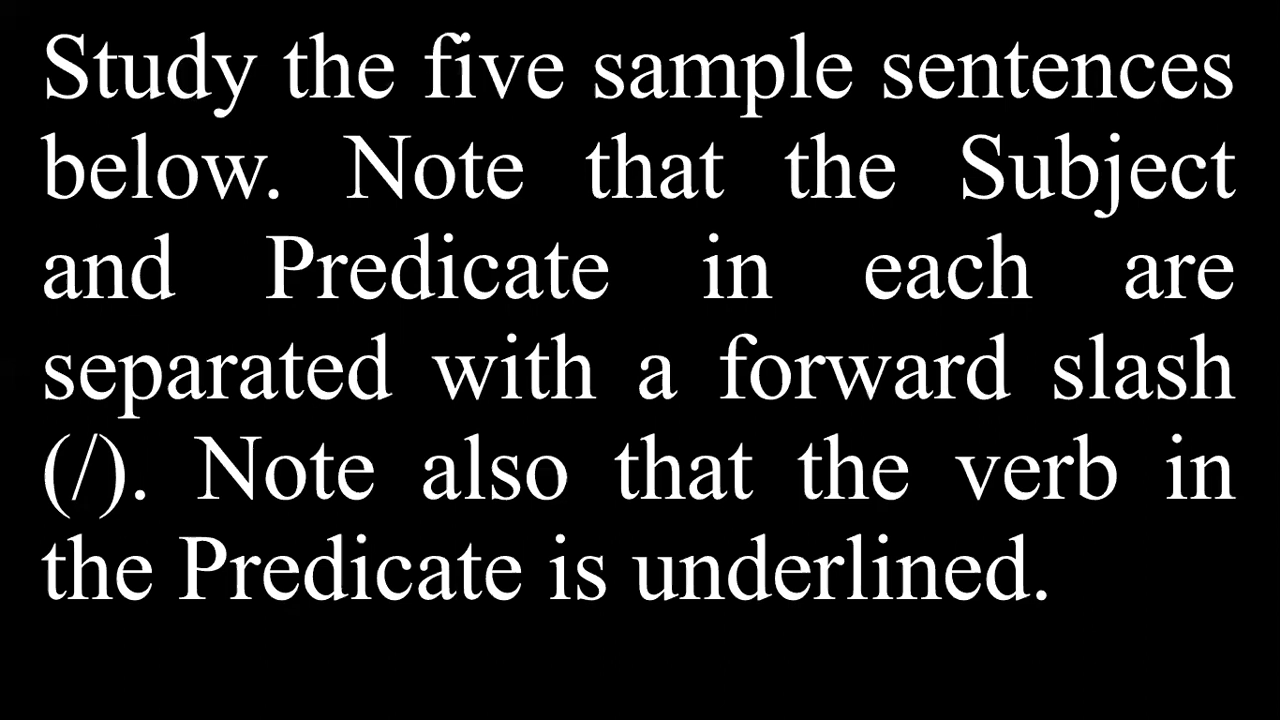 Study the five sample sentences
below. Note that the Subject
and Predicate in each are
separated with a forward slash
(/). Note also that the verb in
the Predicate is underlined.